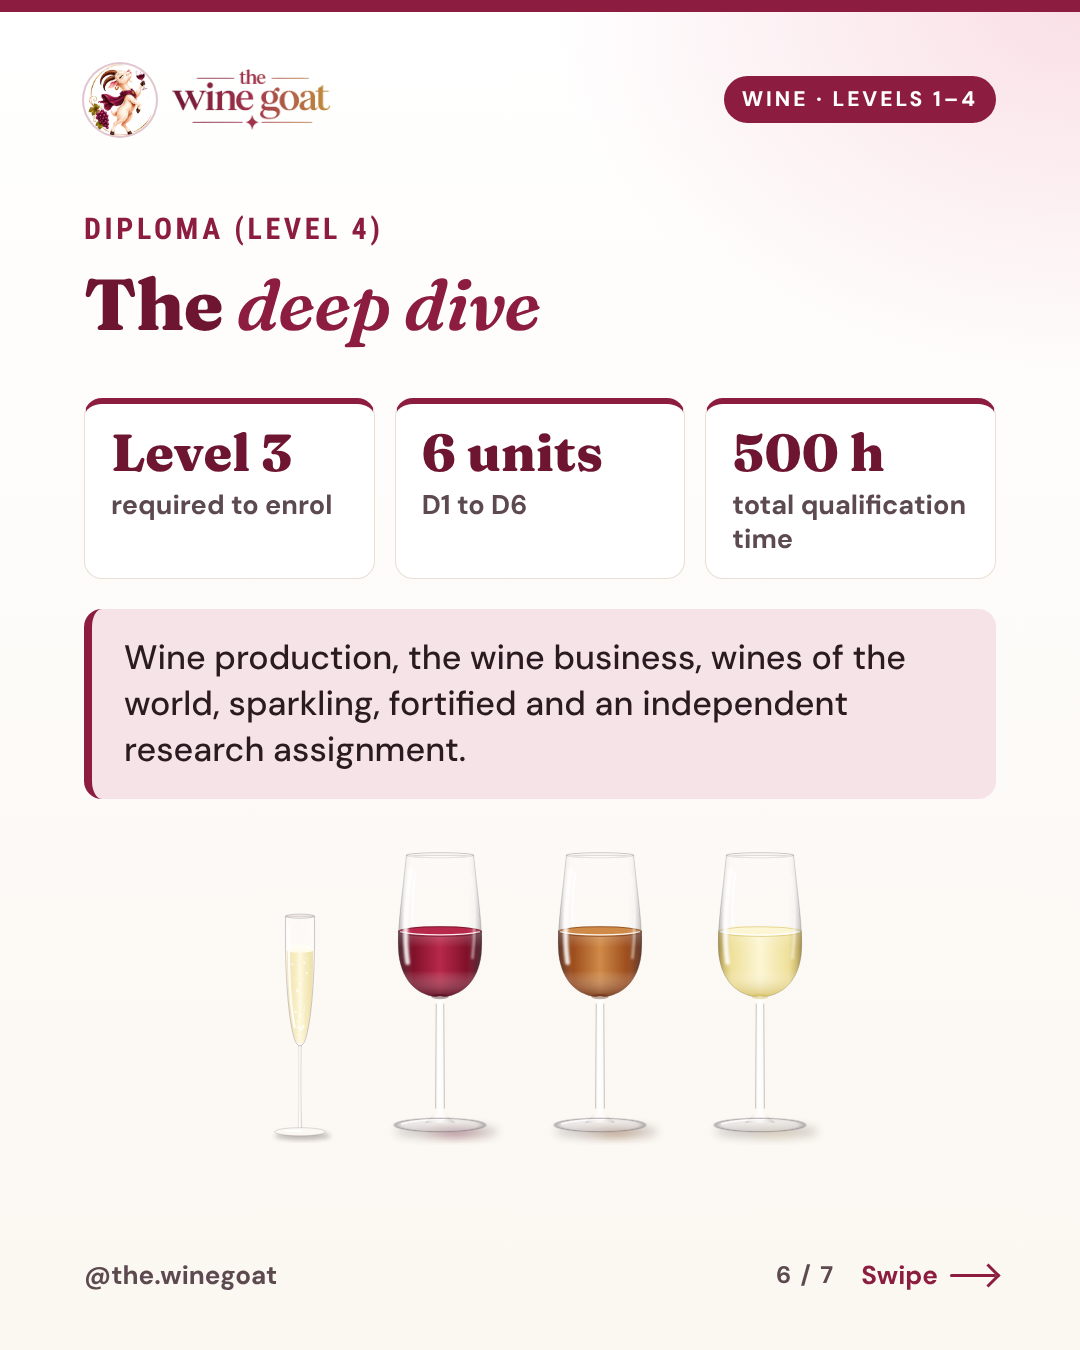 the
wine goat
WINE · LEVELS 1–4
DIPLOMA (LEVEL 4)
The deep dive
Level 3
required to enrol
6 units
D1 to D6
500 h
total qualification
time
Wine production, the wine business, wines of the
world, sparkling, fortified and an independent
research assignment.
@the.winegoat
6 / 7
Swipe